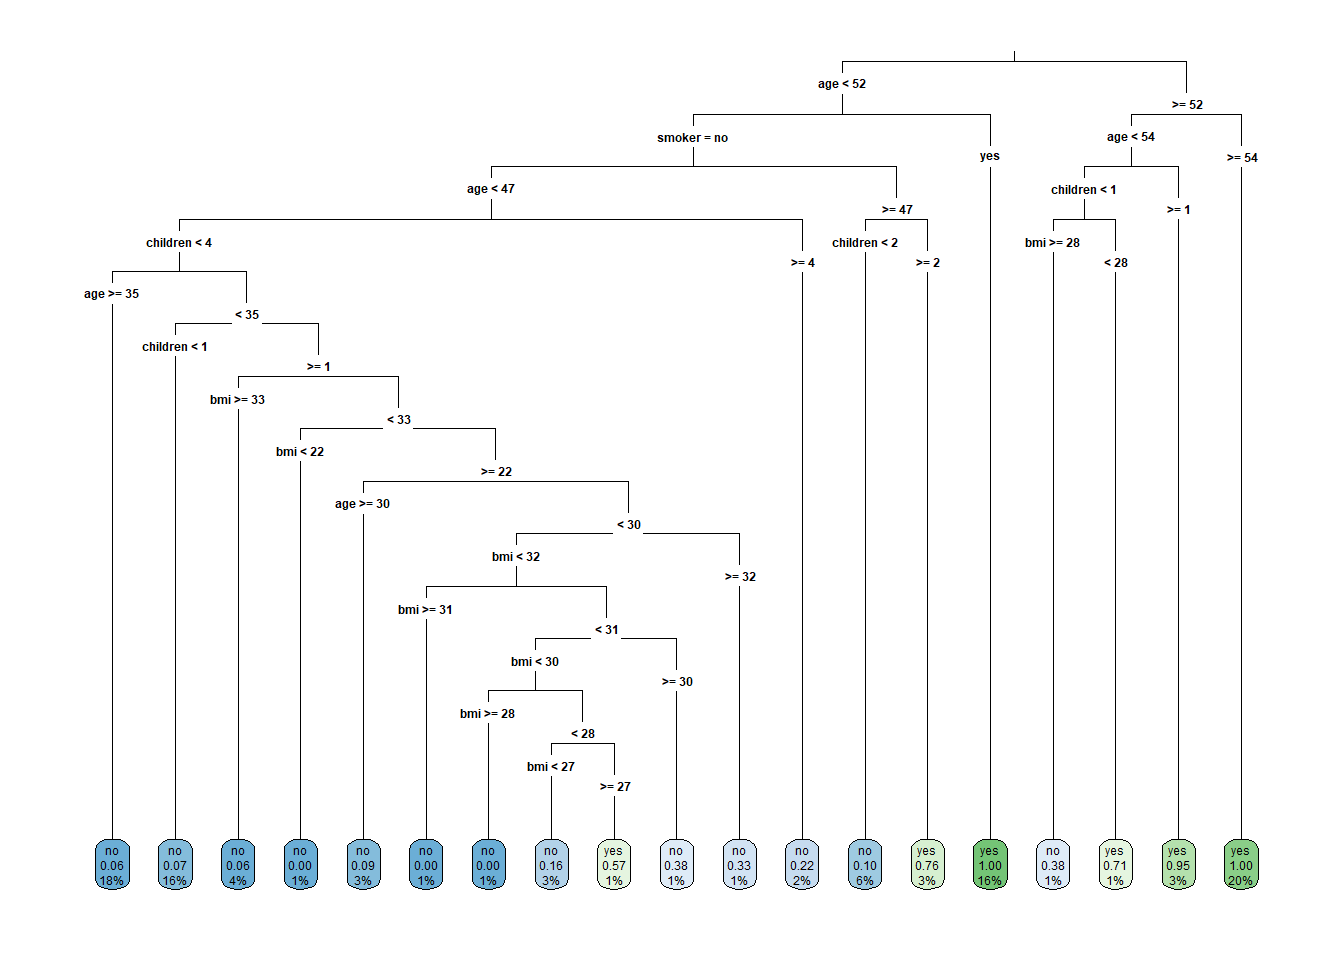 age < 52
>= 52
smoker = no
yes
age < 54
>= 54
age < 47
>= 47
children < 1
>= 1
children < 4
>= 4
children < 2
>= 2
bmi >= 28
< 28
age >= 35
< 35
children < 1
>= 1
bmi >= 33
< 33
bmi < 22
>= 22
age >= 30
< 30
bmi < 32
>= 32
bmi >= 31
< 31
bmi < 30
>= 30
bmi >= 28
< 28
bmi < 27
>= 27
no
0.06
18%
no
0.07
16%
no
0.06
4%
no
0.00
1%
no
0.09
3%
no
0.00
1%
no
0.00
1%
no
0.16
3%
yes
0.57
1%
no
0.38
1%
no
0.33
1%
no
0.22
2%
no
0.10
6%
yes
0.76
3%
yes
1.00
16%
no
0.38
1%
yes
0.71
1%
yes
0.95
3%
yes
1.00
20%